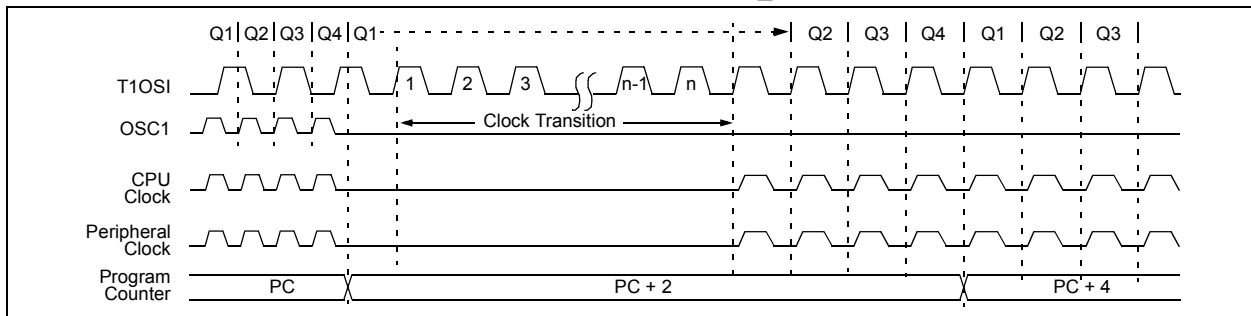 Q1 Q2 Q3 Q4 Q1 Q2 Q3 Q4 Q1 Q2 Q3
T1OSI 1 2 3 n-1 n
OSC1 Clock Transition
CPU
Clock
Peripheral
Clock
Program
Counter
PC PC + 2 PC + 4